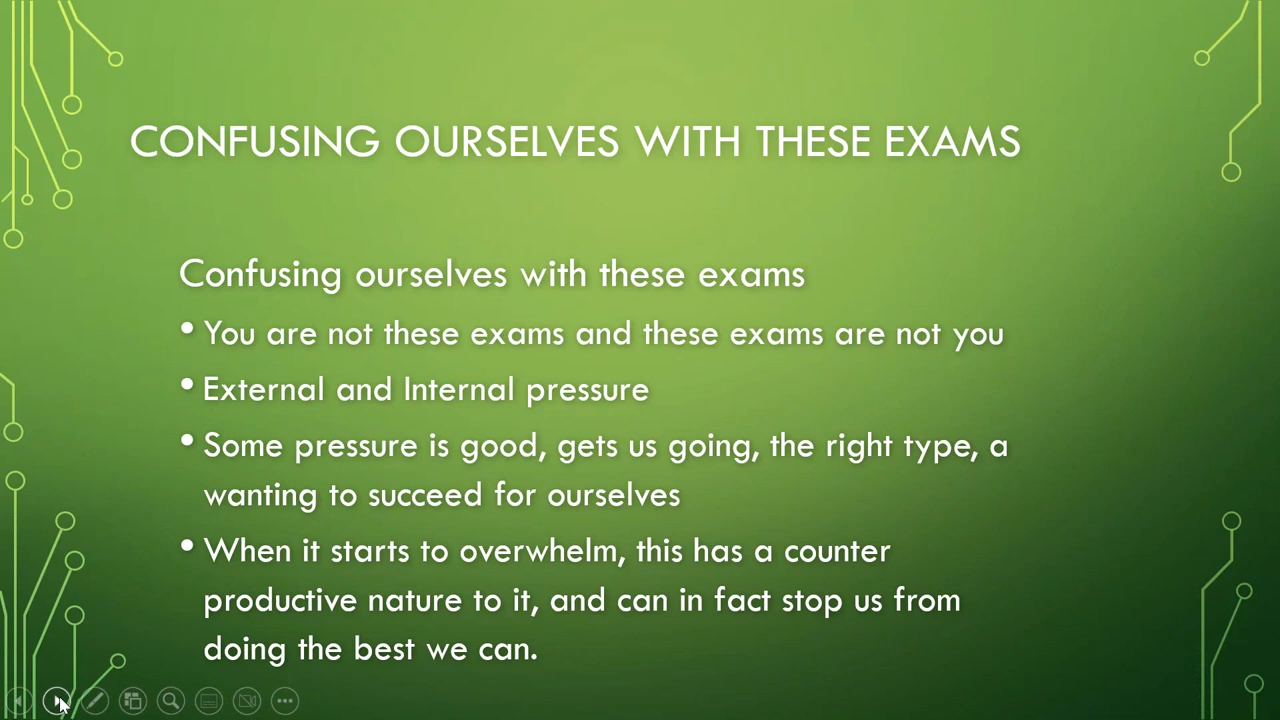 CONFUSING OURSELVES WITH THESE EXAMS
Confusing ourselves with these exams
• You are not these exams and these exams are not you
• External and Internal pressure
• Some pressure is good, gets us going, the right type, a
wanting to succeed for ourselves
• When it starts to overwhelm, this has a counter
productive nature to it, and can in fact stop us from
doing the best we can.